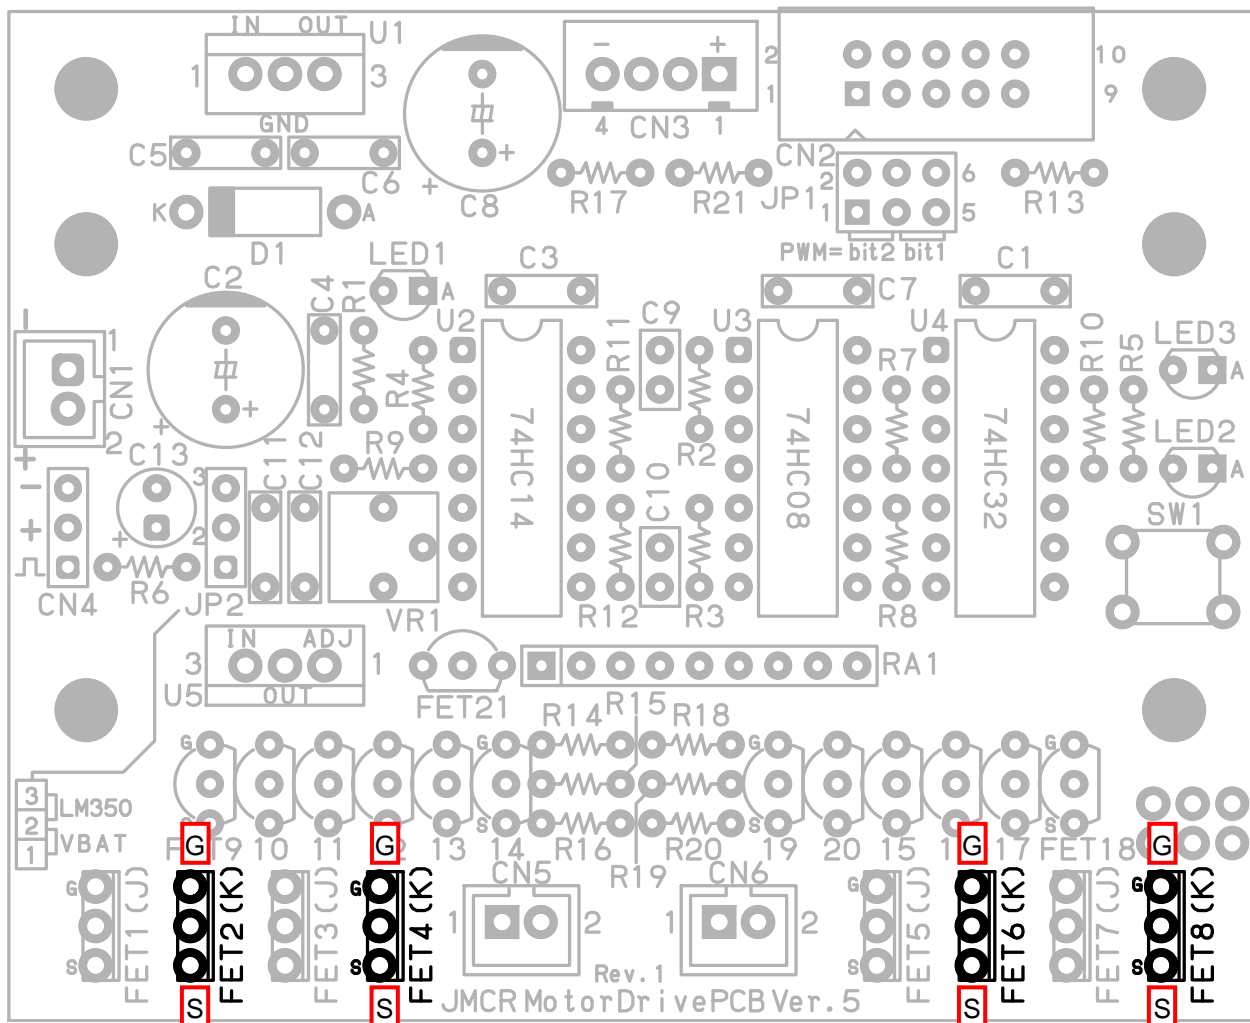 IN OUT U1
1 3
GND
C5 C6
K A
D1
+ C8
- +
4 CN3 1
2 10
1 9
CN2
R17 R21 JP1 2 6 R13
1 5
PWM=bit2 bit1
LED1 A
C2 C4 R1
C3 C7 C1
U2 R11 C9 U3 R7 U4 R10 R5 LED3 A
- 1
CN1
2 +
R4
74HC14 74HC08 74HC32
R2
LED2 A
C13 R9
3
2
C11 C12
C10
SW1
- +
CN4 R6 JP2
VR1
R12 R3 R8
IN ADJ
3 1
U5 OUT
FET21
RA1
R14 R15 R18
G G G G
3 LM350
2
1 VBAT
S S S S
FET9 10 11 13 14 R16 R19 R20 19 20 15 17 FET18
G G G G
CN5 CN6
1 2 1 2
G S FET1(J)
FET2(K)
FET3(J)
G S FET4(K)
G S FET5(J)
FET6(K)
FET7(J)
G S FET8(K)
S S S S
Rev.1
JMCR MotorDrivePCB Ver.5